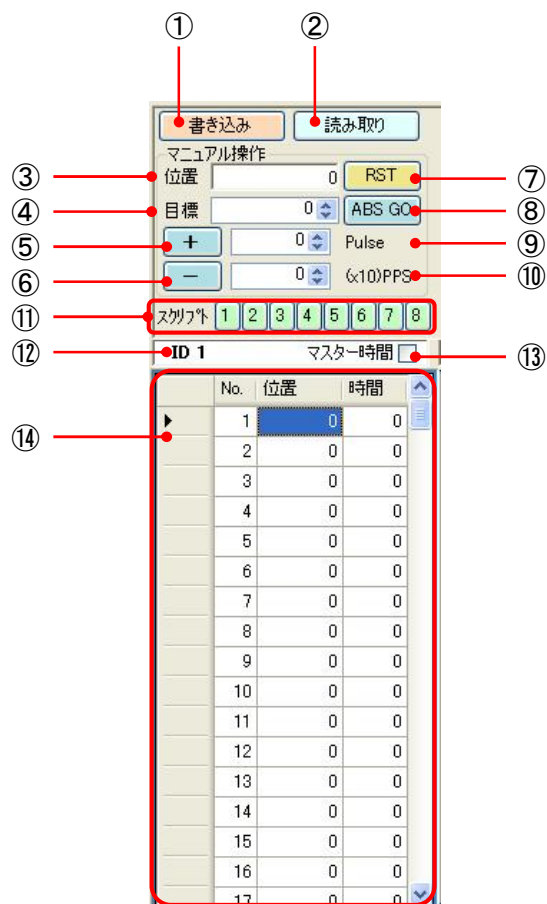 ① ②
書き込み 読み取り
マニュアル操作
③ 位置 0 RST ⑦
④ 目標 0 ABS GO ⑧
⑤ + 0 Pulse ⑨
⑥ − 0 (x10)PPS ⑩
⑪ スクリプト 1 2 3 4 5 6 7 8
⑫ ID 1 マスター時間 ⑬
No. 位置 時間
⑭ 1 0 0
2 0 0
3 0 0
4 0 0
5 0 0
6 0 0
7 0 0
8 0 0
9 0 0
10 0 0
11 0 0
12 0 0
13 0 0
14 0 0
15 0 0
16 0 0
17 0 0